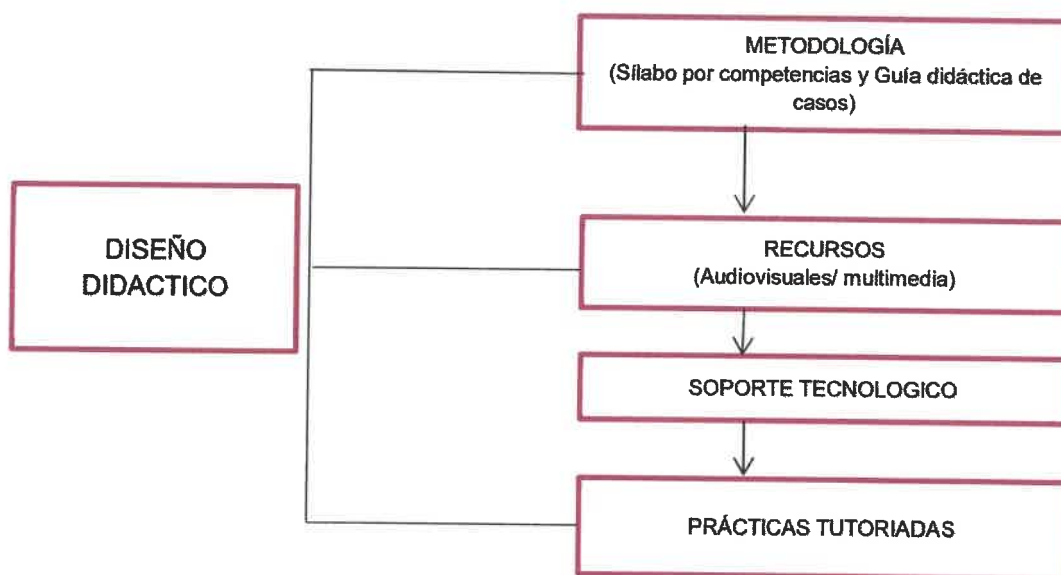 METODOLOGÍA
(Sílabo por competencias y Guía didáctica de
casos)
DISEÑO
DIDACTICO
RECURSOS
(Audiovisuales/ multimedia)
SOPORTE TECNOLOGICO
PRÁCTICAS TUTORIADAS